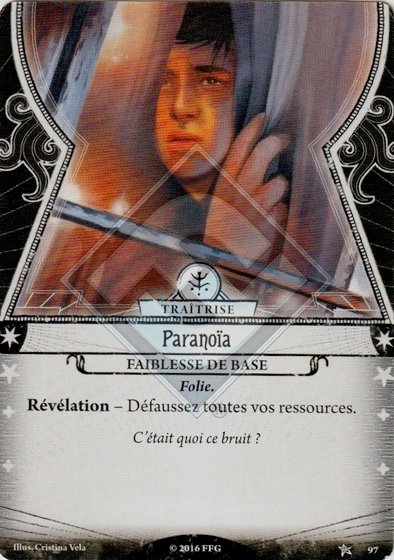 TRAÎTRISE
Paranoïa
FAIBLESSE DE BASE
Folie.
Révélation – Défaussez toutes vos ressources.
C'était quoi ce bruit ?
Illus. Cristina Vela
© 2016 FFG
97